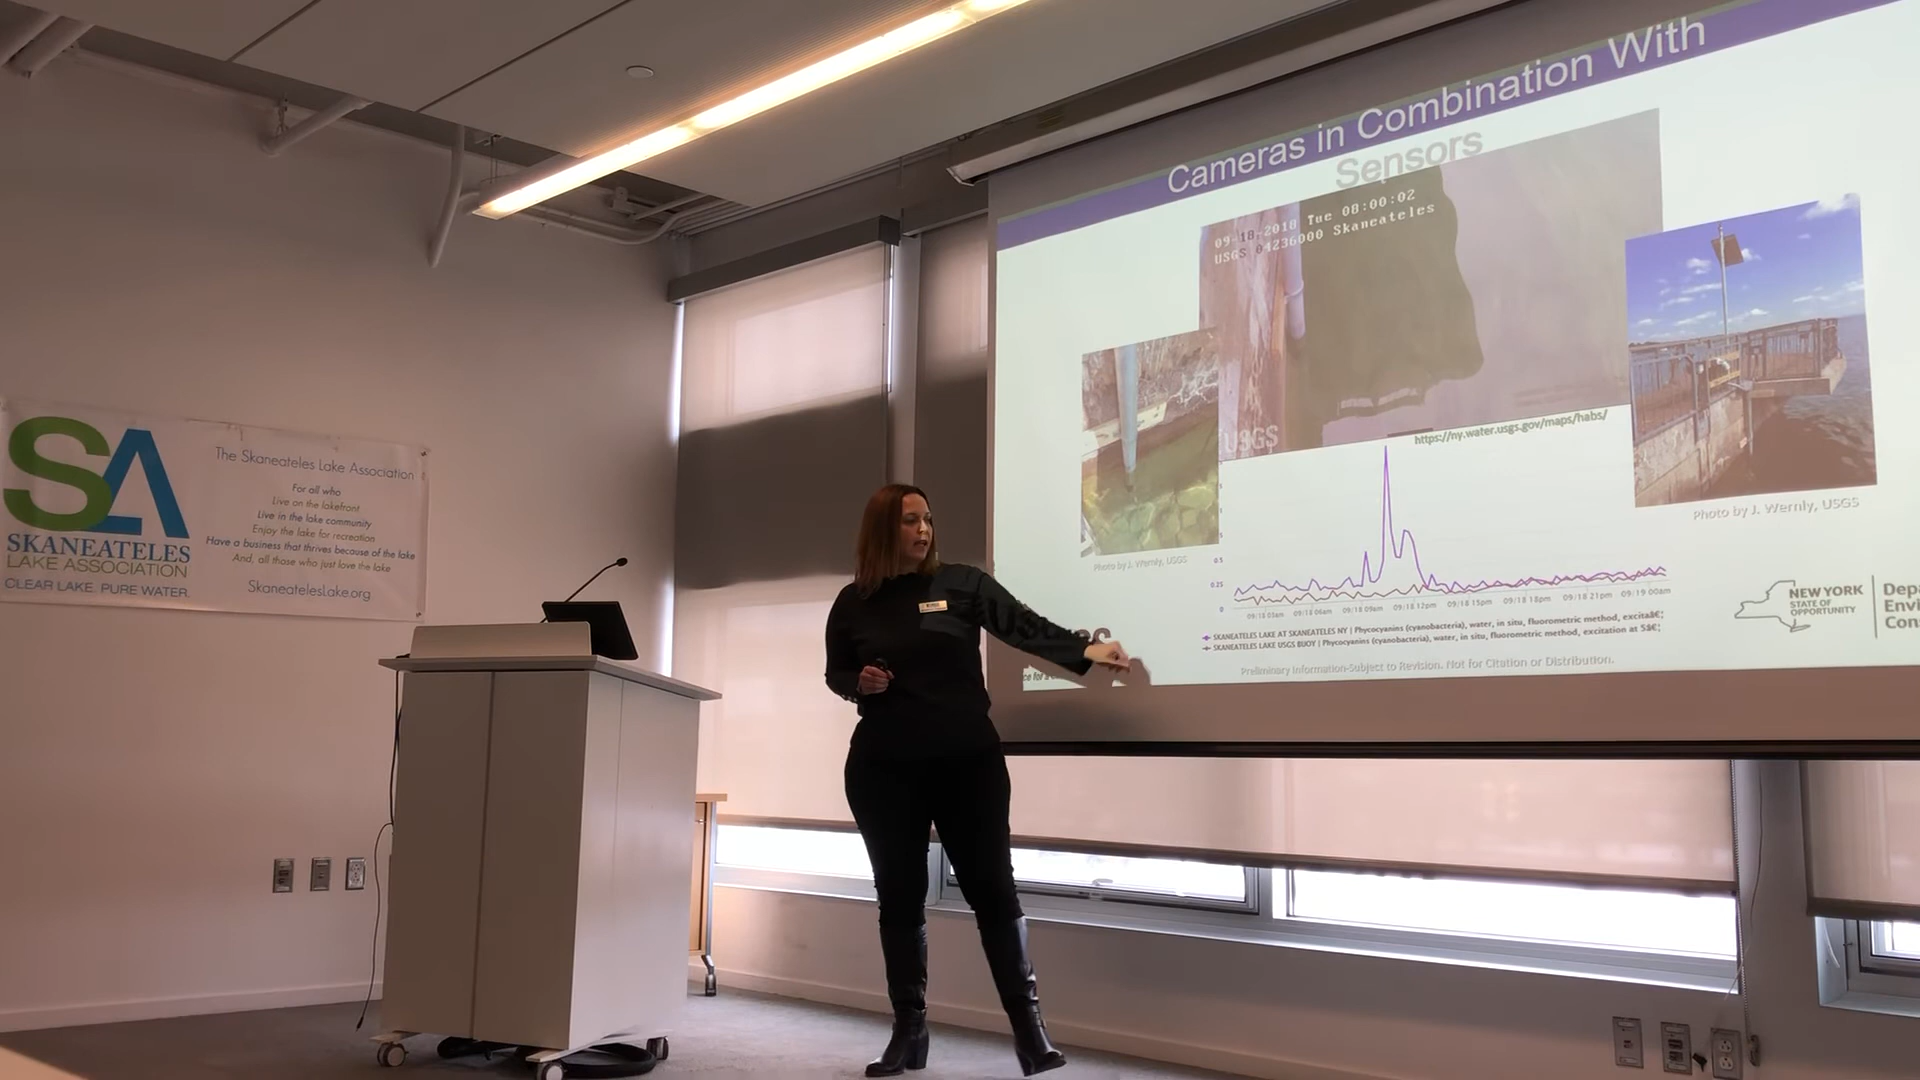 Cameras in Combination With
Sensors
09-18-2018 Tue 08:00:02
USGS 04236000 Skaneateles
USGS
https://ny.water.usgs.gov/maps/habs/
Photo by J. Wernly, USGS
Photo by J. Wernly, USGS
0.5
0.25
0
09/18 03am 09/18 06am 09/18 09am 09/18 12pm 09/18 15pm 09/18 18pm 09/18 21pm 09/19 00am
SKANEATELES LAKE AT SKANEATELES NY | Phycocyanins (cyanobacteria), water, in situ, fluorometric method, excitaâ€¦
SKANEATELES LAKE USGS BUOY | Phycocyanins (cyanobacteria), water, in situ, fluorometric method, excitation at 5â€¦
Preliminary Information-Subject to Revision. Not for Citation or Distribution.
NEW YORK
STATE OF
OPPORTUNITY
USGS
SA
SKANEATELES
LAKE ASSOCIATION
CLEAR LAKE. PURE WATER.
The Skaneateles Lake Association
For all who
Live on the lakefront
Live in the lake community
Enjoy the lake for recreation
Have a business that thrives because of the lake
And, all those who just love the lake
SkaneatelesLake.org